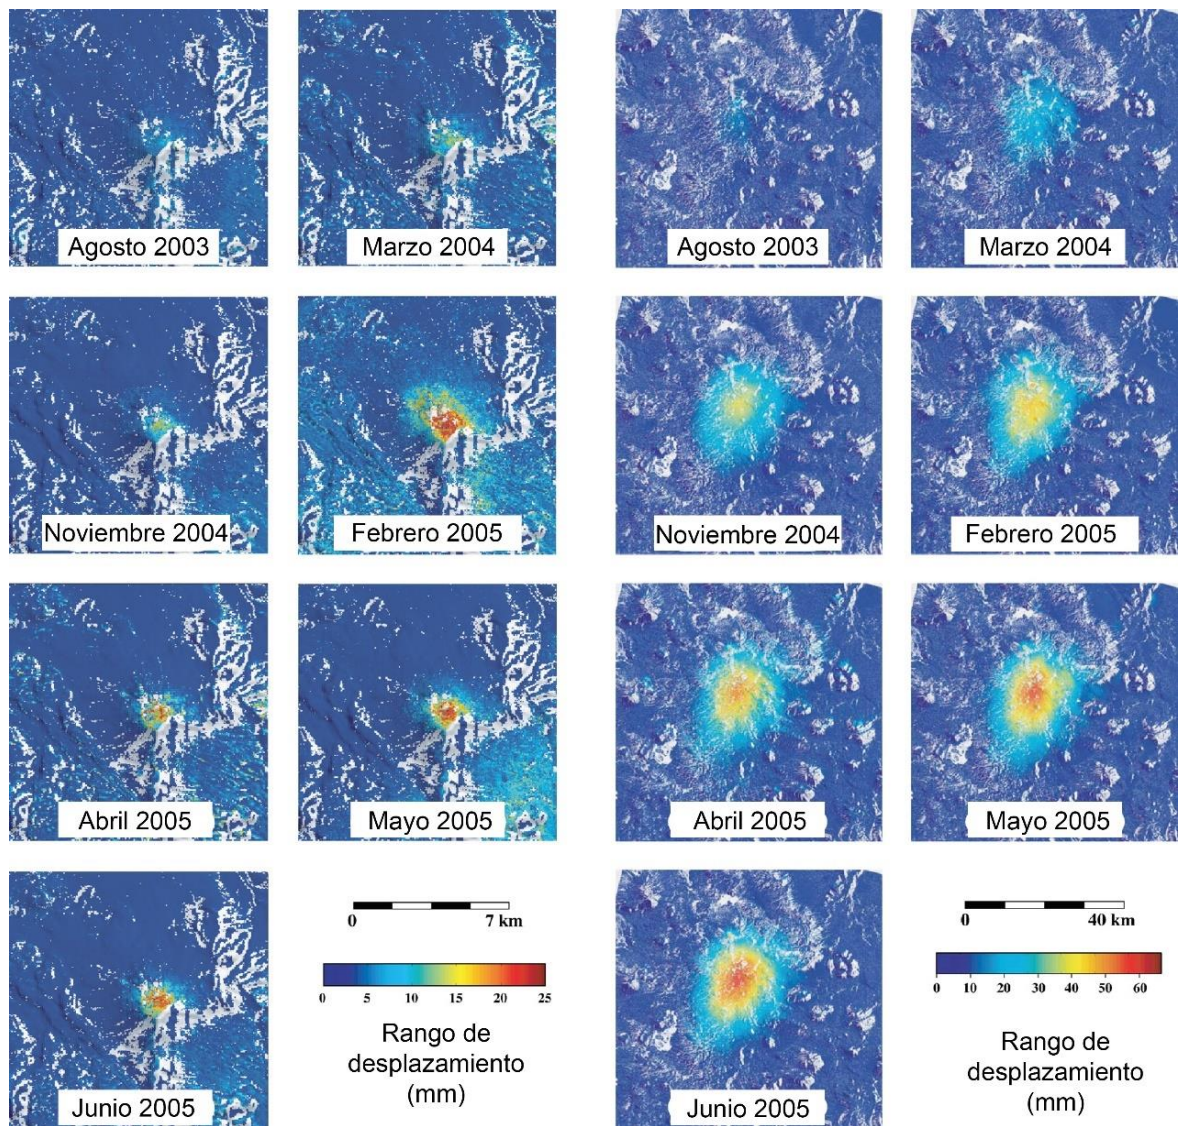 Agosto 2003
Marzo 2004
Agosto 2003
Marzo 2004
Noviembre 2004
Febrero 2005
Noviembre 2004
Febrero 2005
Abril 2005
Mayo 2005
Abril 2005
Mayo 2005
Junio 2005
0 7 km
0 5 10 15 20 25
Rango de
desplazamiento
(mm)
Junio 2005
0 40 km
0 10 20 30 40 50 60
Rango de
desplazamiento
(mm)